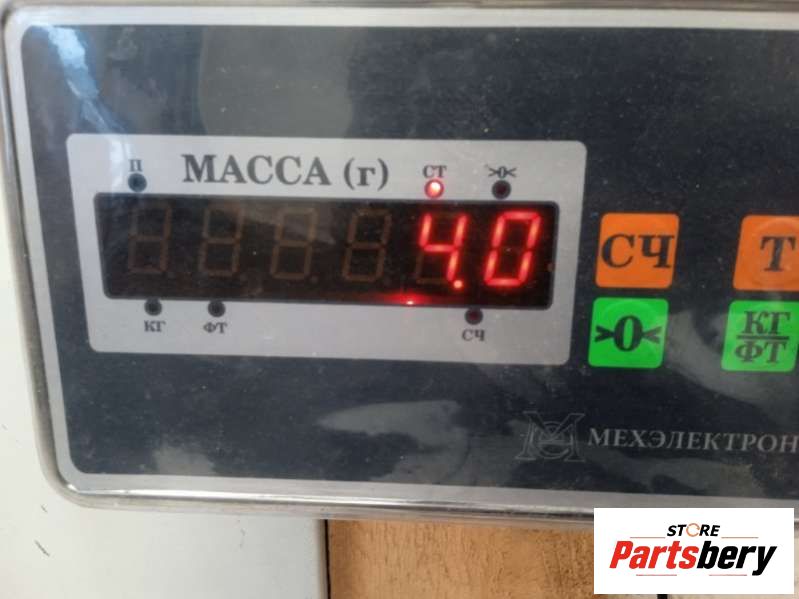 П МАССА (г) СТ >0<
4.0
КГ ФТ СЧ
СЧ Т
>0< КГ
ФТ
МЕХЭЛЕКТРОН
STORE
Partsbery